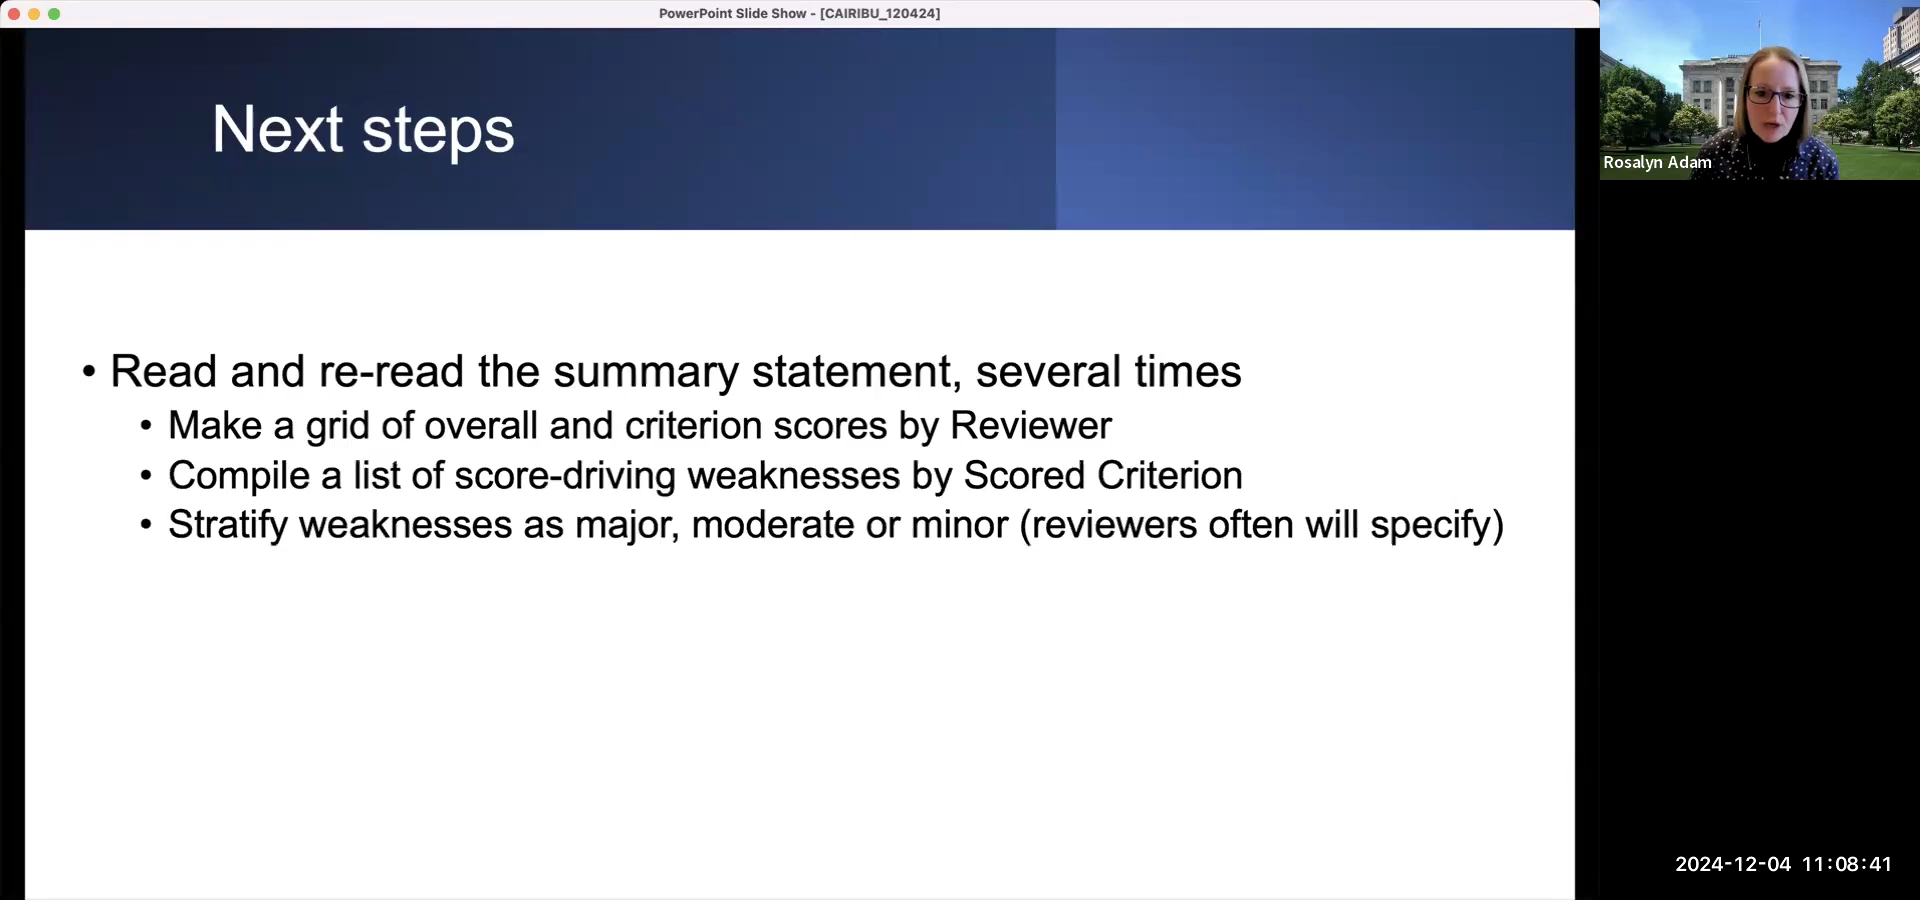 PowerPoint Slide Show - [CAIRIBU_120424]
Next steps
• Read and re-read the summary statement, several times
• Make a grid of overall and criterion scores by Reviewer
• Compile a list of score-driving weaknesses by Scored Criterion
• Stratify weaknesses as major, moderate or minor (reviewers often will specify)
Rosalyn Adam
2024-12-04 11:08:41